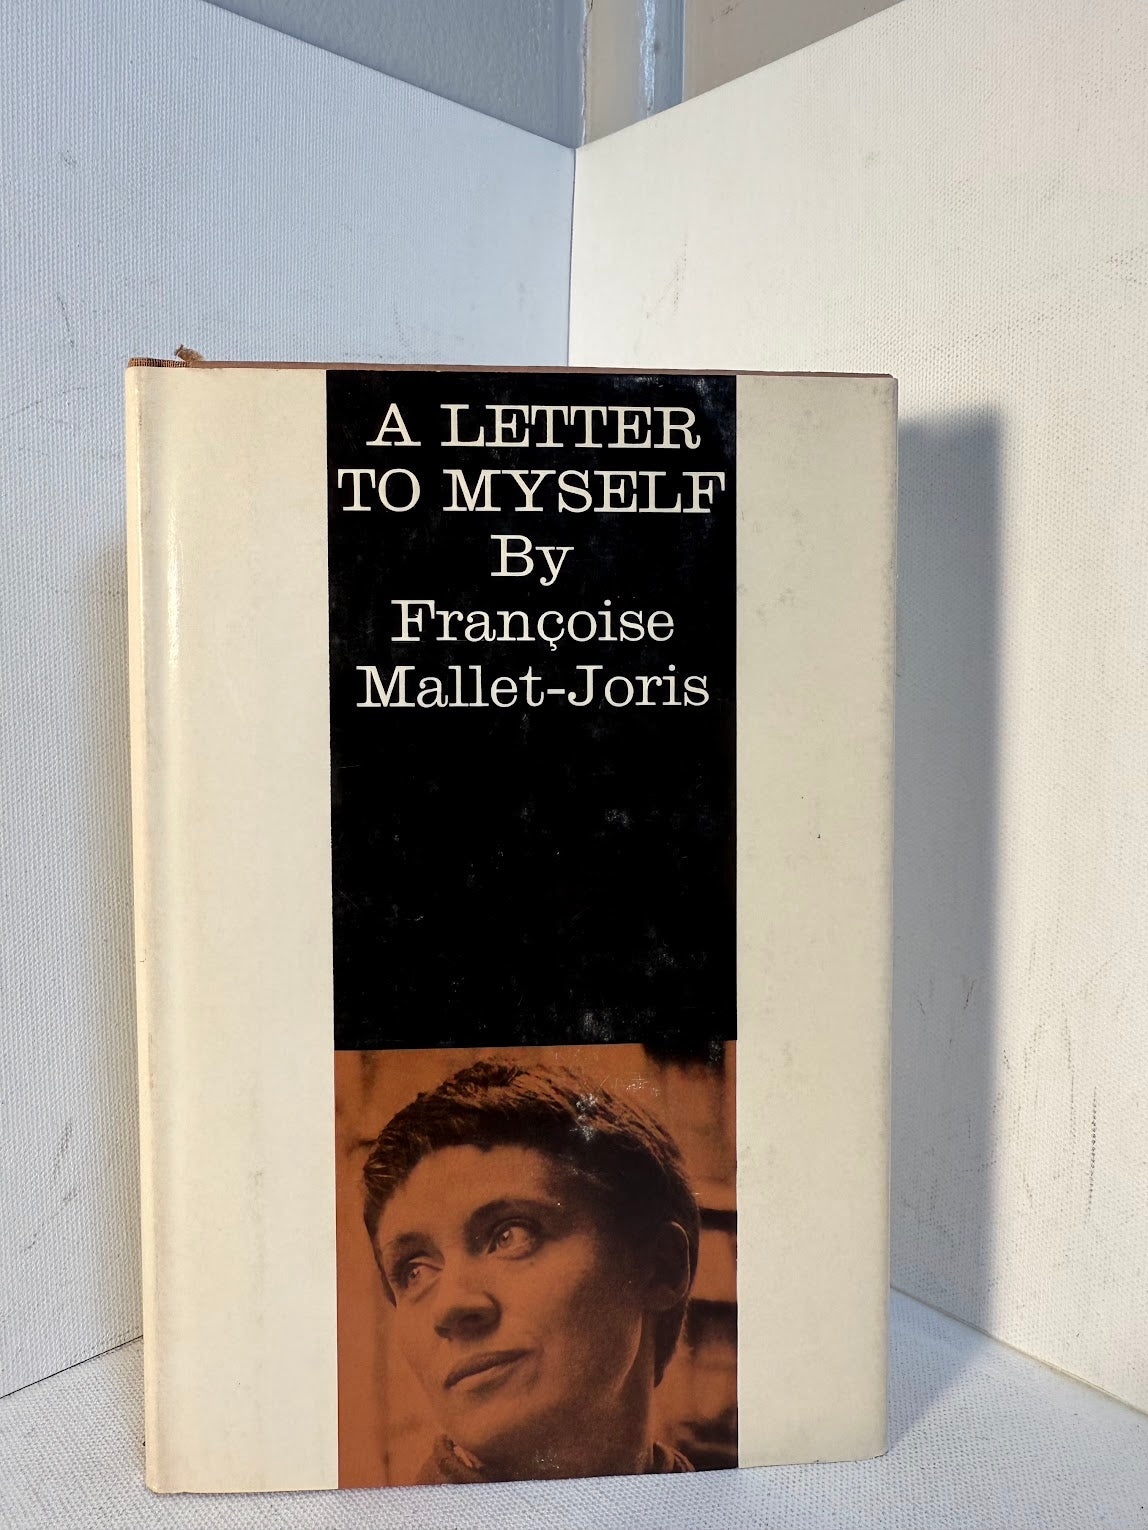 A LETTER
TO MYSELF
By
Françoise
Mallet-Joris